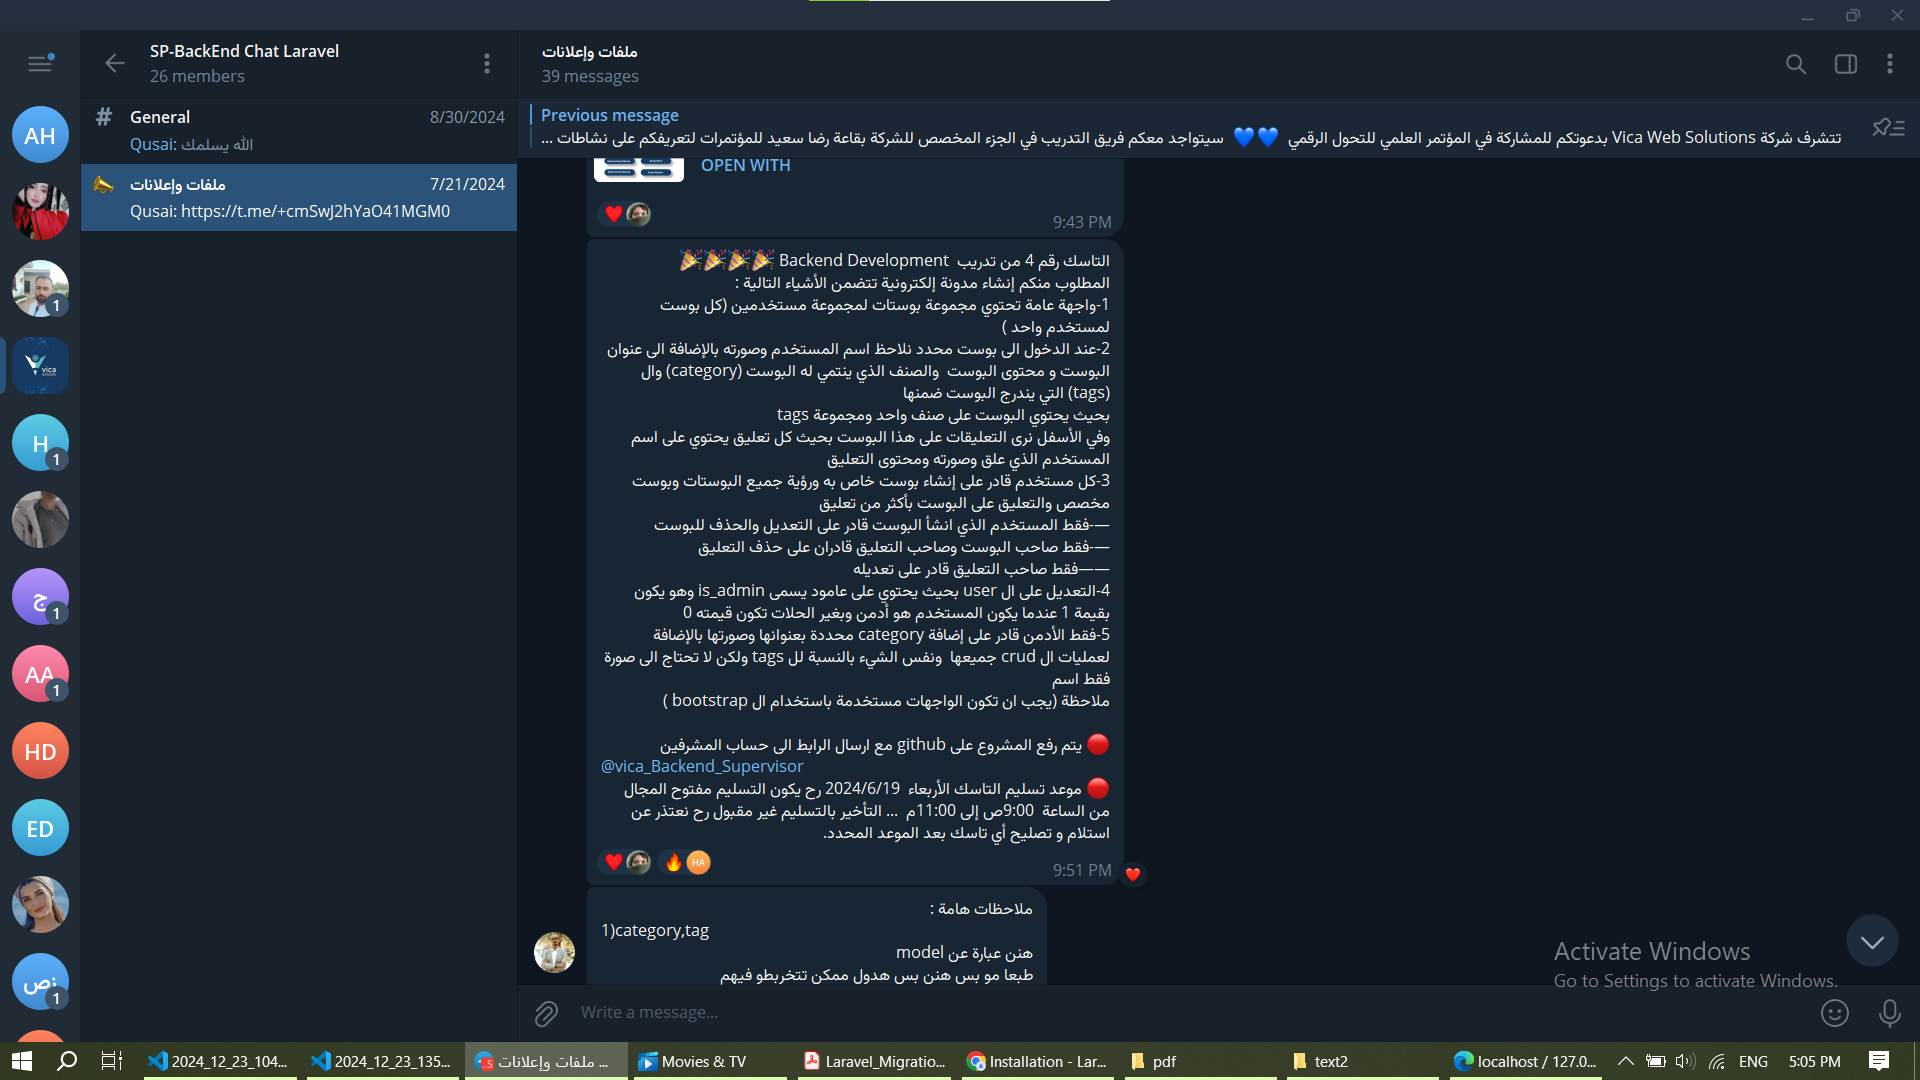 SP-BackEnd Chat Laravel
26 members
General
8/30/2024
Qusai: الله يسلمك
ملفات وإعلانات
7/21/2024
Qusai: https://t.me/+cmSwJ2hYaO41MGM0
AH
1
vica
H
1
ج
1
AA
1
HD
ED
نص
1
ملفات وإعلانات
39 messages
Previous message
تتشرف شركة Vica Web Solutions بدعوتكم للمشاركة في المؤتمر العلمي للتحول الرقمي 💙💙 سيتواجد معكم فريق التدريب في الجزء المخصص للشركة بقاعة رضا سعيد للمؤتمرات لتعريفكم على نشاطات ...
OPEN WITH
9:43 PM
التاسك رقم 4 من تدريب Backend Development 🎉🎉🎉🎉
المطلوب منكم إنشاء مدونة إلكترونية تتضمن الأشياء التالية :
1-واجهة عامة تحتوي مجموعة بوستات لمجموعة مستخدمين (كل بوست
لمستخدم واحد )
2-عند الدخول الى بوست محدد نلاحظ اسم المستخدم وصورته بالإضافة الى عنوان
البوست و محتوى البوست والصنف الذي ينتمي له البوست (category) وال
(tags) التي يندرج البوست ضمنها
بحيث يحتوي البوست على صنف واحد ومجموعة tags
وفي الأسفل نرى التعليقات على هذا البوست بحيث كل تعليق يحتوي على اسم
المستخدم الذي علق وصورته ومحتوى التعليق
3-كل مستخدم قادر على إنشاء بوست خاص به ورؤية جميع البوستات وبوست
مخصص والتعليق على البوست بأكثر من تعليق
—-فقط المستخدم الذي انشأ البوست قادر على التعديل والحذف للبوست
—-فقط صاحب البوست وصاحب التعليق قادران على حذف التعليق
——فقط صاحب التعليق قادر على تعديله
4-التعديل على ال user بحيث يحتوي على عامود يسمى is_admin وهو يكون
بقيمة 1 عندما يكون المستخدم هو أدمن وبغير الحلات تكون قيمته 0
5-فقط الأدمن قادر على إضافة category محددة بعنوانها وصورتها بالإضافة
لعمليات ال crud جميعها ونفس الشيء بالنسبة لل tags ولكن لا تحتاج الى صورة
فقط اسم
ملاحظة (يجب ان تكون الواجهات مستخدمة باستخدام ال bootstrap )
🔴 يتم رفع المشروع على github مع ارسال الرابط الى حساب المشرفين
@vica_Backend_Supervisor
🔴 موعد تسليم التاسك الأربعاء 2024/6/19 رح يكون التسليم مفتوح المجال
من الساعة 9:00ص إلى 11:00م ... التأخير بالتسليم غير مقبول رح نعتذر عن
استلام و تصليح أي تاسك بعد الموعد المحدد.
HA
9:51 PM
ملاحظات هامة :
1)category,tag
هنن عبارة عن model
طبعا مو بس هنن بس هدول ممكن تتخربطو فيهم
Write a message...
Activate Windows
Go to Settings to activate Windows.
2024_12_23_104...
2024_12_23_135...
ملفات وإعلانات ...
Movies & TV
Laravel_Migratio...
Installation - Lar...
pdf
text2
localhost / 127.0...
ENG
5:05 PM